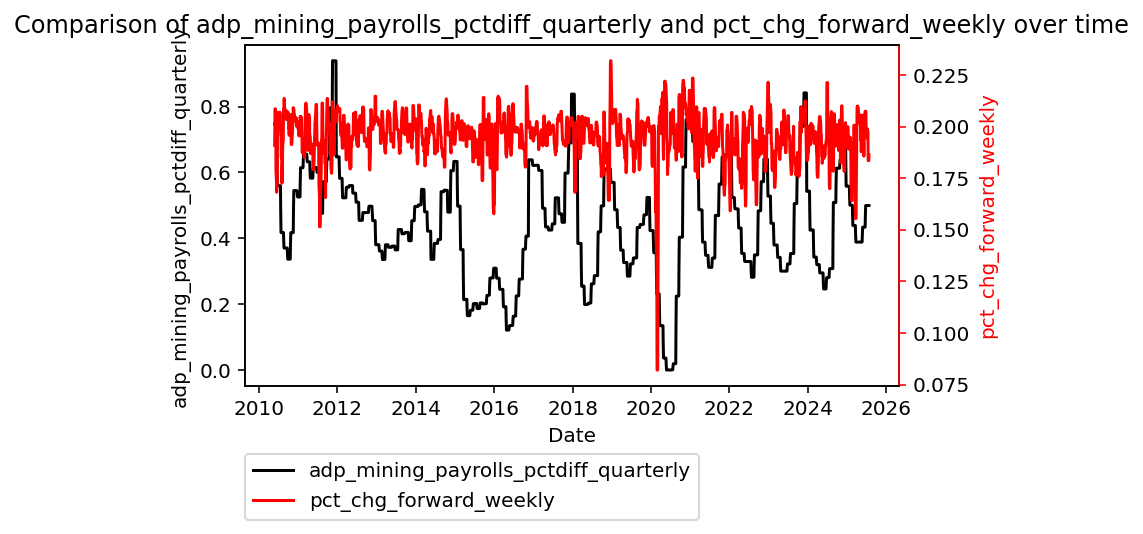 Comparison of adp_mining_payrolls_pctdiff_quarterly and pct_chg_forward_weekly over time
adp_mining_payrolls_pctdiff_quarterly
0.8
0.6
0.4
0.2
0.0
0.225
0.200
0.175
0.150
0.125
0.100
0.075
pct_chg_forward_weekly
2010 2012 2014 2016 2018 2020 2022 2024 2026
Date
adp_mining_payrolls_pctdiff_quarterly
pct_chg_forward_weekly